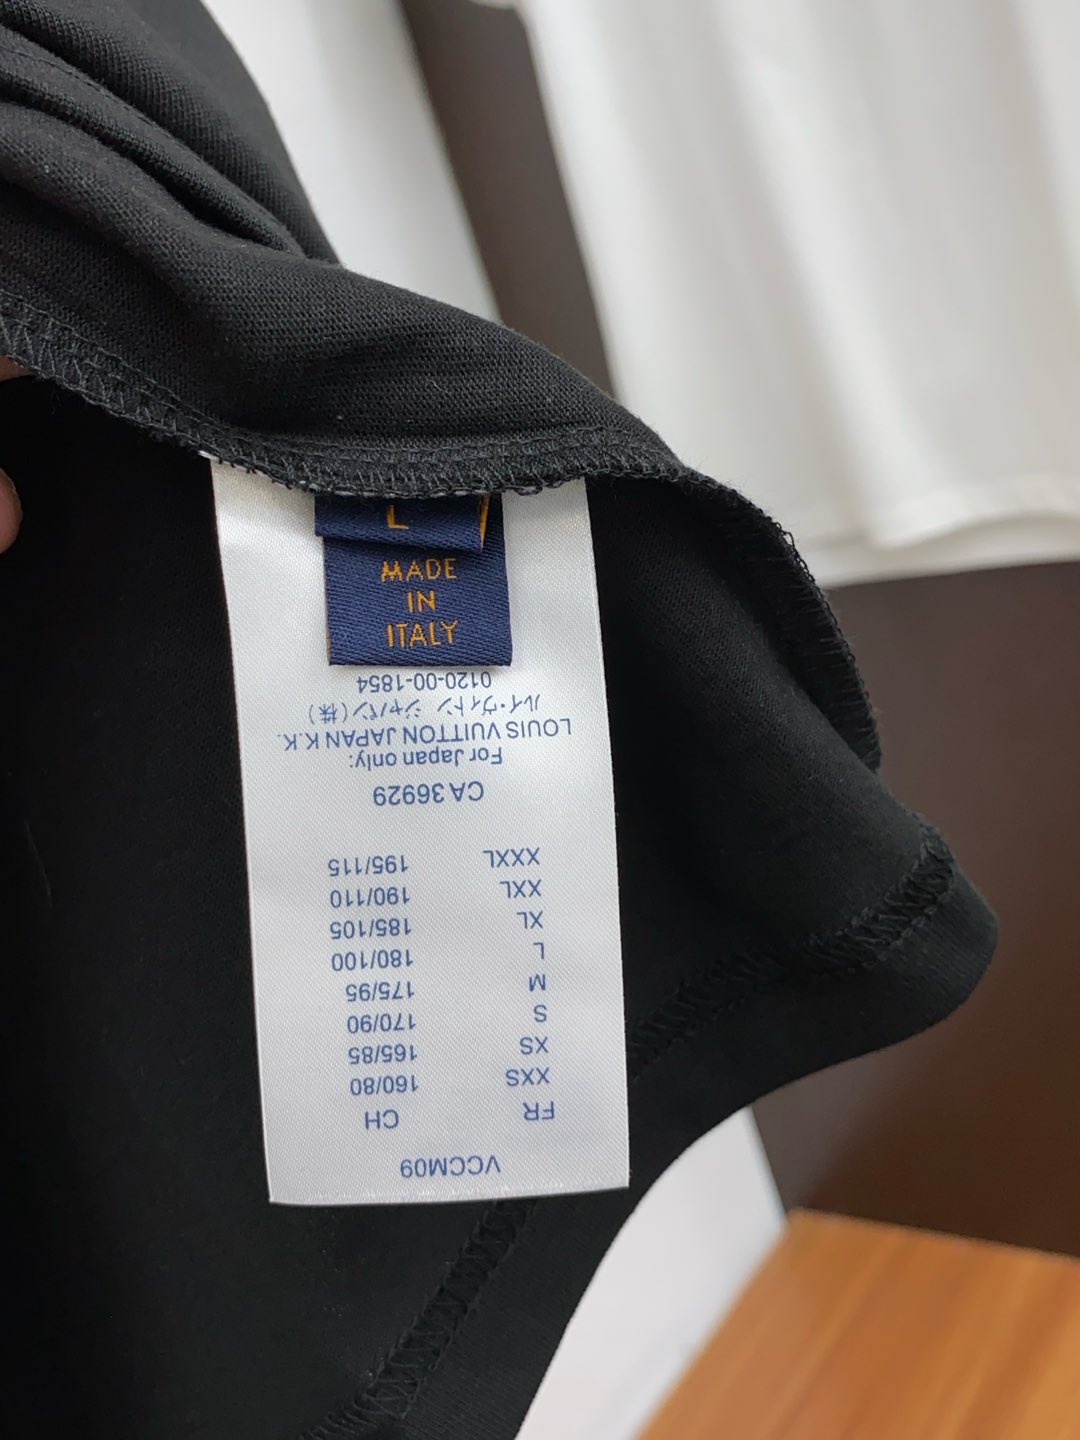 L
MADE
IN
ITALY
VCCM09
FR CH
XXS 160/80
XS 165/85
S 170/90
M 175/95
L 180/100
XL 185/105
XXL 190/110
XXXL 195/115
CA 36929
For Japan only:
LOUIS VUITTON JAPAN K.K.
ルイ・ヴィトン ジャパン(株)
0120-00-1854